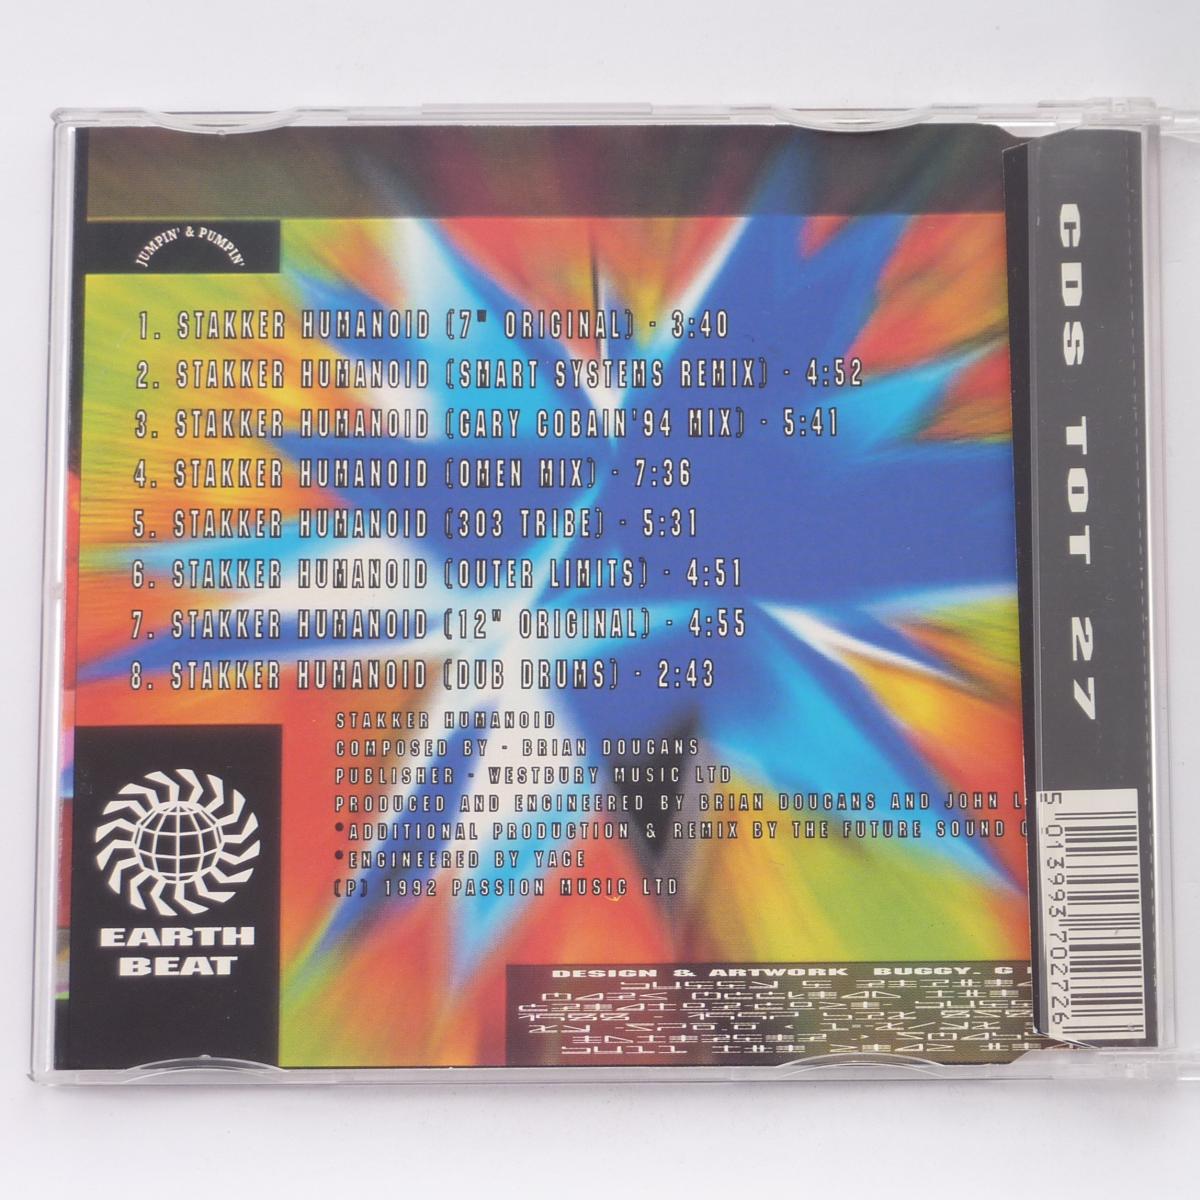 JUMPIN' & PUMPIN'
1. STAKKER HUMANOID (7" ORIGINAL) - 3:40
2. STAKKER HUMANOID (SMART SYSTEMS REMIX) - 4:52
3. STAKKER HUMANOID (GARY COBAIN'94 MIX) - 5:41
4. STAKKER HUMANOID (OMEN MIX) - 7:36
5. STAKKER HUMANOID (303 TRIBE) - 5:31
6. STAKKER HUMANOID (OUTER LIMITS) - 4:51
7. STAKKER HUMANOID (12" ORIGINAL) - 4:55
8. STAKKER HUMANOID (DUB DRUMS) - 2:43
STAKKER HUMANOID
COMPOSED BY - BRIAN DOUGANS
PUBLISHER - WESTBURY MUSIC LTD
PRODUCED AND ENGINEERED BY BRIAN DOUGANS AND JOHN L
*ADDITIONAL PRODUCTION & REMIX BY THE FUTURE SOUND
*ENGINEERED BY YAGE
(P) 1992 PASSION MUSIC LTD
EARTH
BEAT
DESIGN & ARTWORK BUGGY. G
CDS TOT 27
5 013993 702726